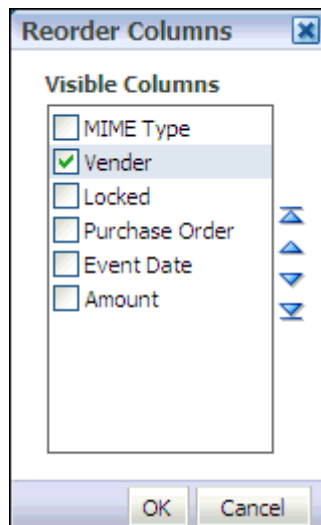 Reorder Columns
Visible Columns
MIME Type
Vender
Locked
Purchase Order
Event Date
Amount
OK Cancel